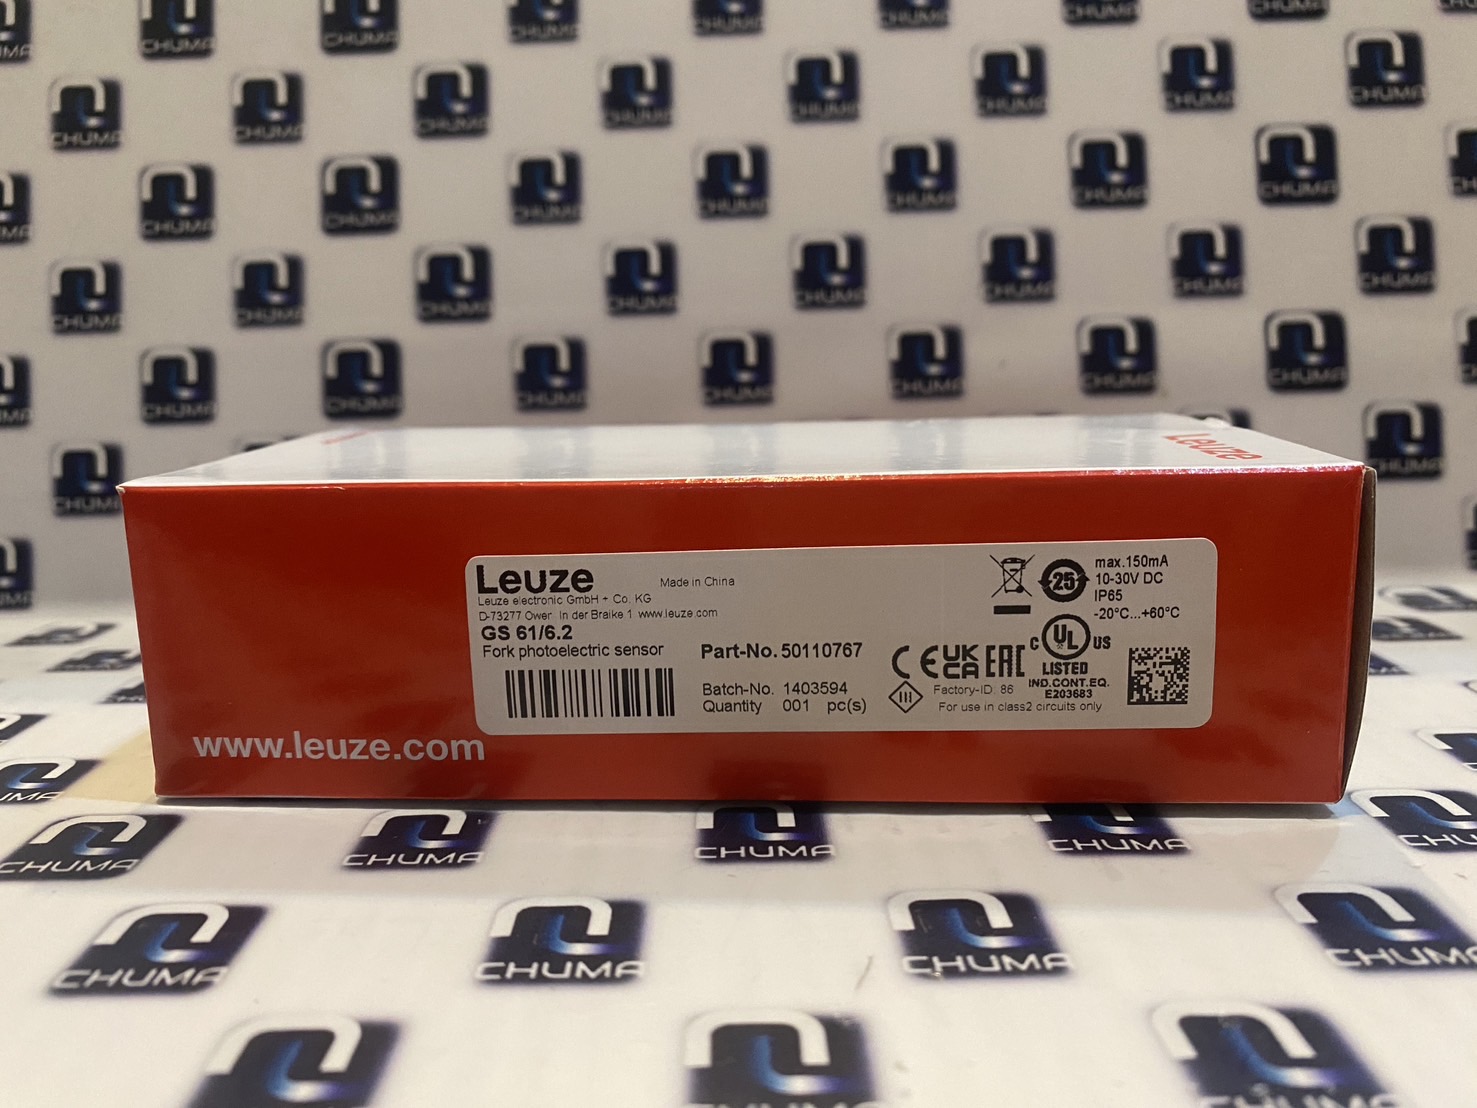 Leuze
Leuze
Made in China
Leuze electronic GmbH + Co. KG
D-73277 Owen In der Braike 1 www.leuze.com
GS 61/6.2
Fork photoelectric sensor
Part-No. 50110767
Batch-No. 1403594
Quantity 001 pc(s)
25
max.150mA
10-30V DC
IP65
-20°C...+60°C
CE UKCA EAC
C UL US
LISTED
IND.CONT.EQ.
E203683
Factory-ID: 86
For use in class2 circuits only
www.leuze.com
CHUMA